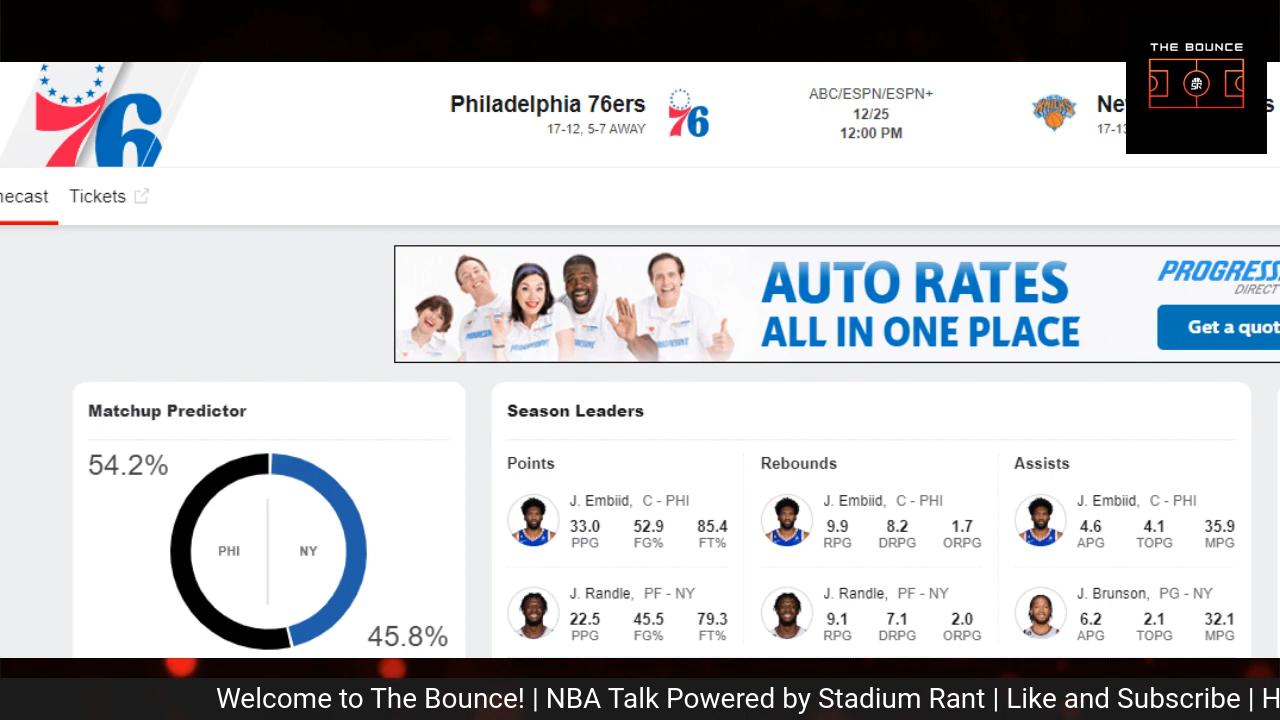 THE BOUNCE
SR
76
Philadelphia 76ers
17-12, 5-7 AWAY
76
ABC/ESPN/ESPN+
12/25
12:00 PM
KNICKS
Ne
s
17-13
necast
Tickets
AUTO RATES
ALL IN ONE PLACE
PROGRESS
DIRECT
Get a quot
Matchup Predictor
54.2%
PHI
NY
45.8%
Season Leaders
Points
Rebounds
Assists
J. Embiid, C - PHI
33.0 52.9 85.4
PPG FG% FT%
J. Embiid, C - PHI
9.9 8.2 1.7
RPG DRPG ORPG
J. Embiid, C - PHI
4.6 4.1 35.9
APG TOPG MPG
J. Randle, PF - NY
22.5 45.5 79.3
PPG FG% FT%
J. Randle, PF - NY
9.1 7.1 2.0
RPG DRPG ORPG
J. Brunson, PG - NY
6.2 2.1 32.1
APG TOPG MPG
Welcome to The Bounce! | NBA Talk Powered by Stadium Rant | Like and Subscribe | H